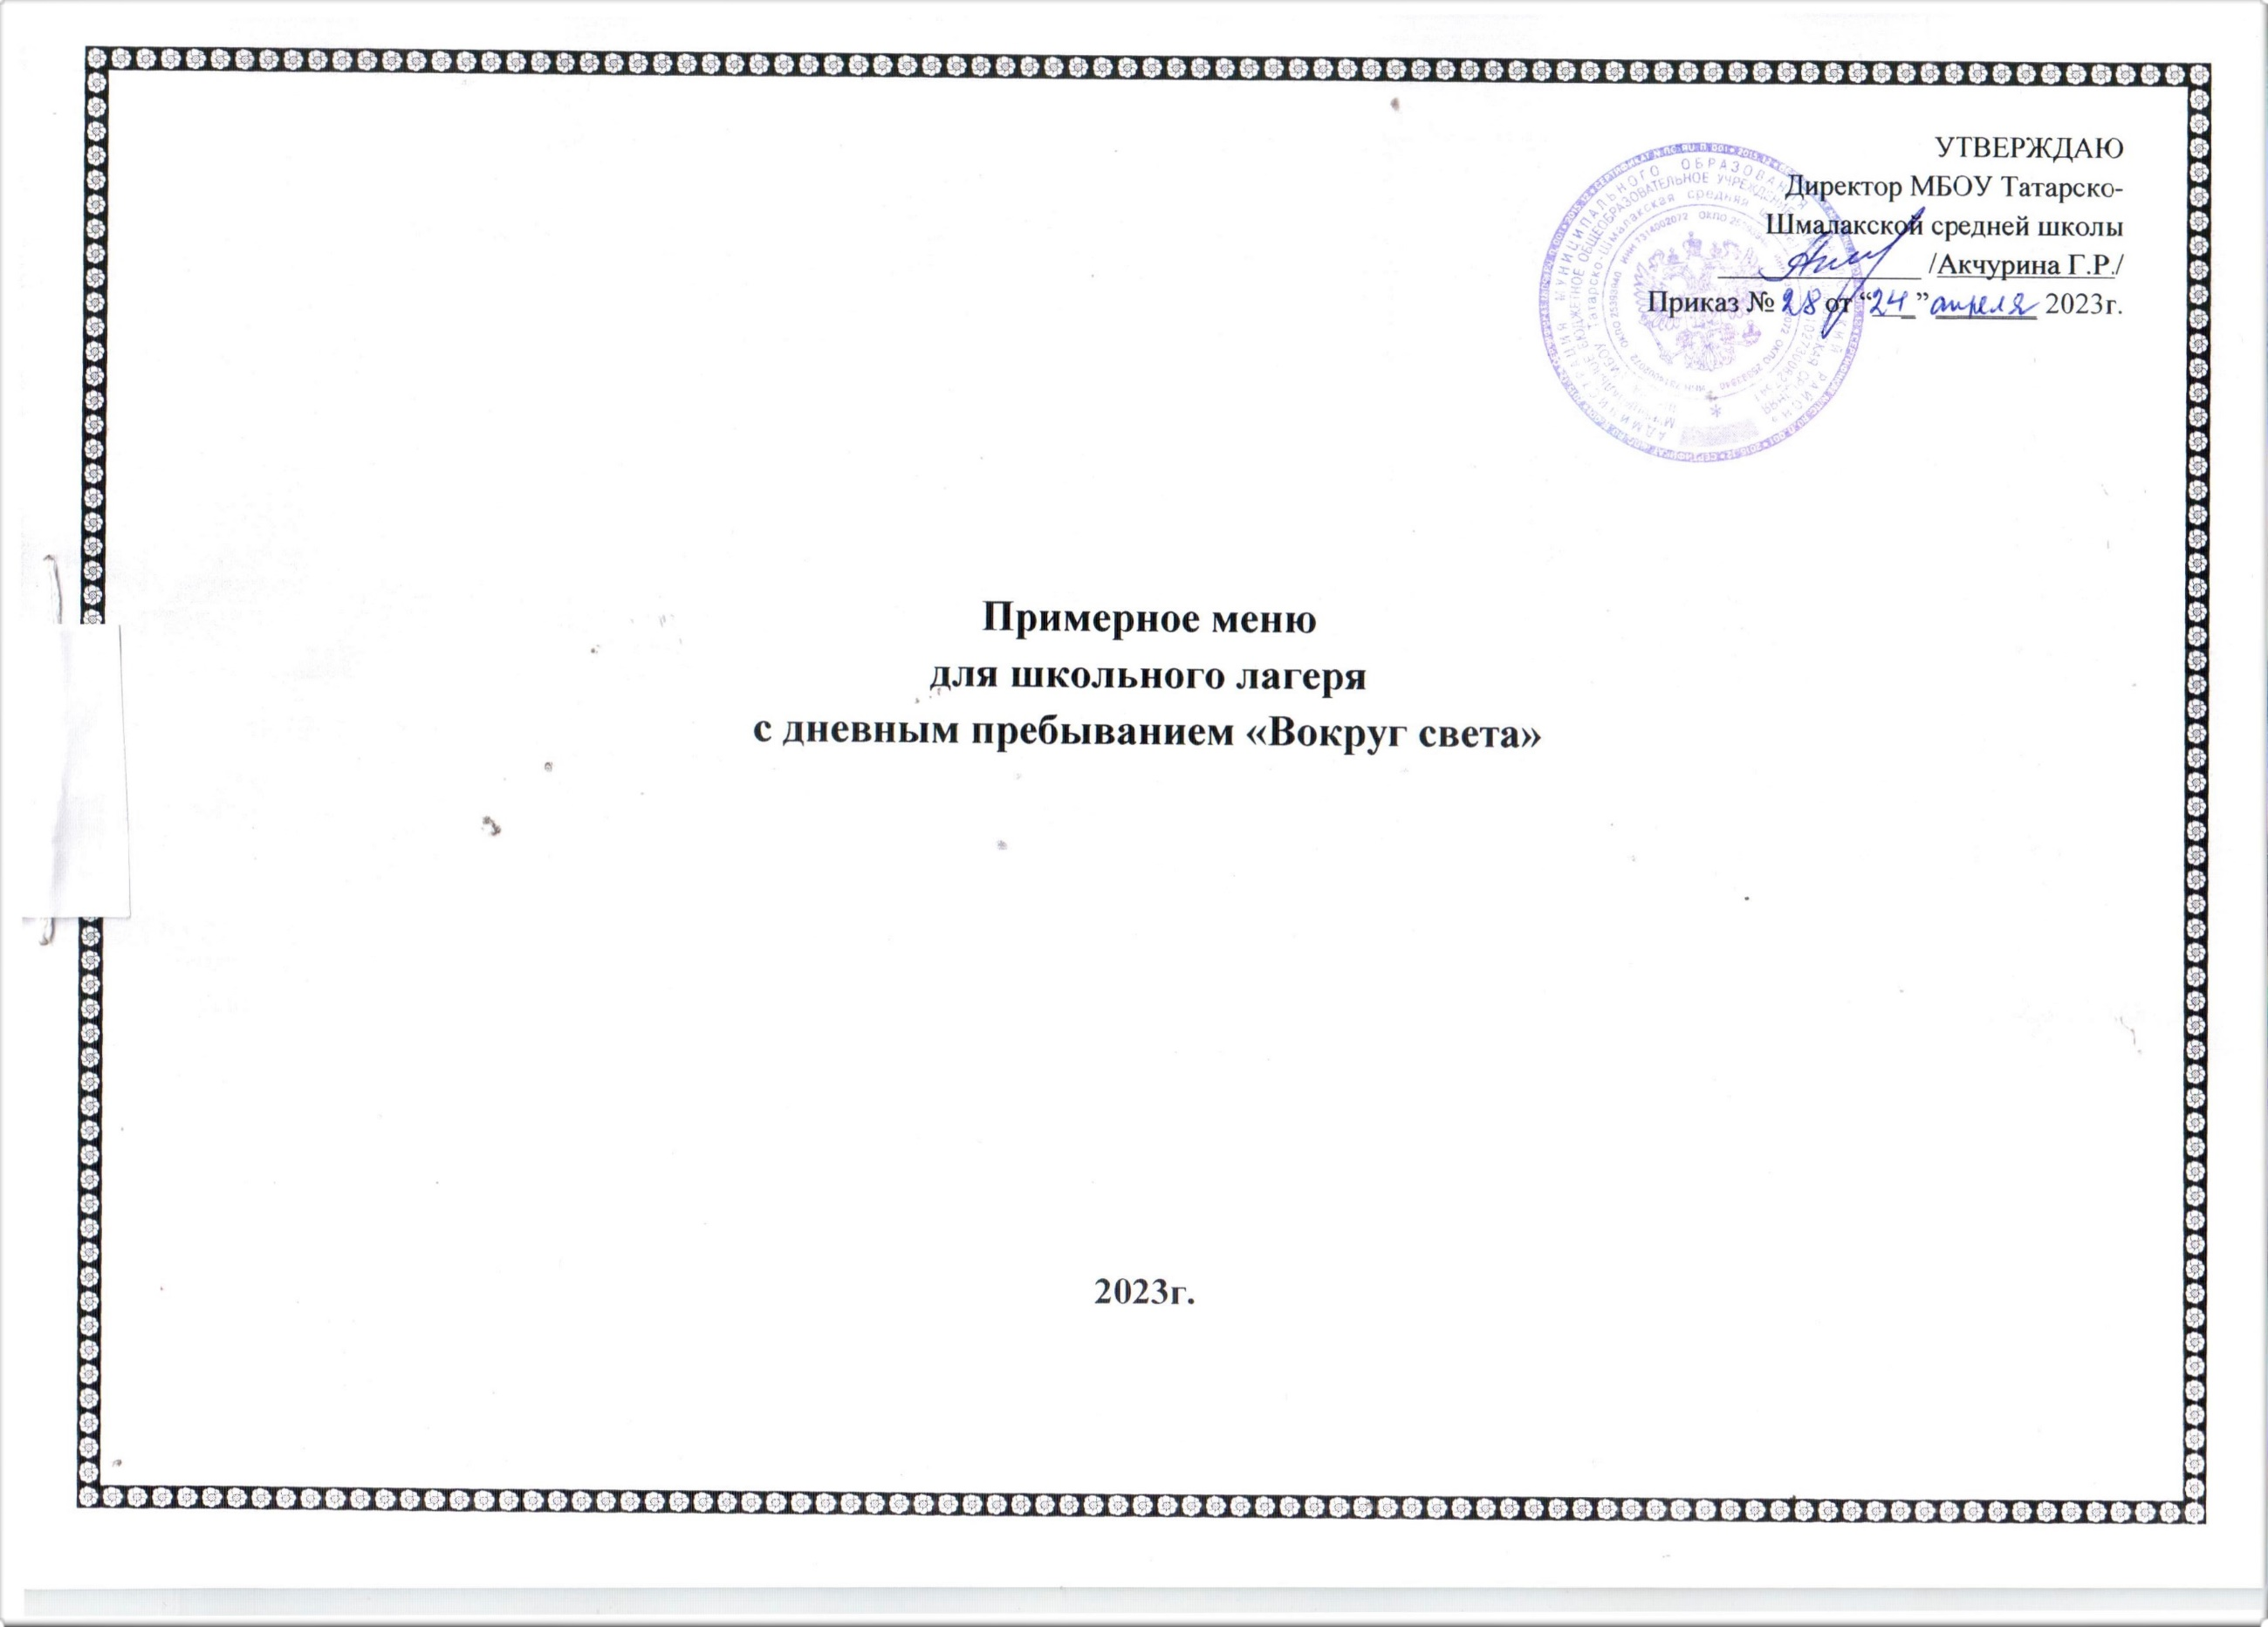 УТВЕРЖДАЮ
Директор МБОУ Татарско-
Шмалакской средней школы
/Акчурина Г.Р./
Приказ № 28 от “24” апреля 2023г.
Примерное меню
для школьного лагеря
с дневным пребыванием «Вокруг света»
2023г.